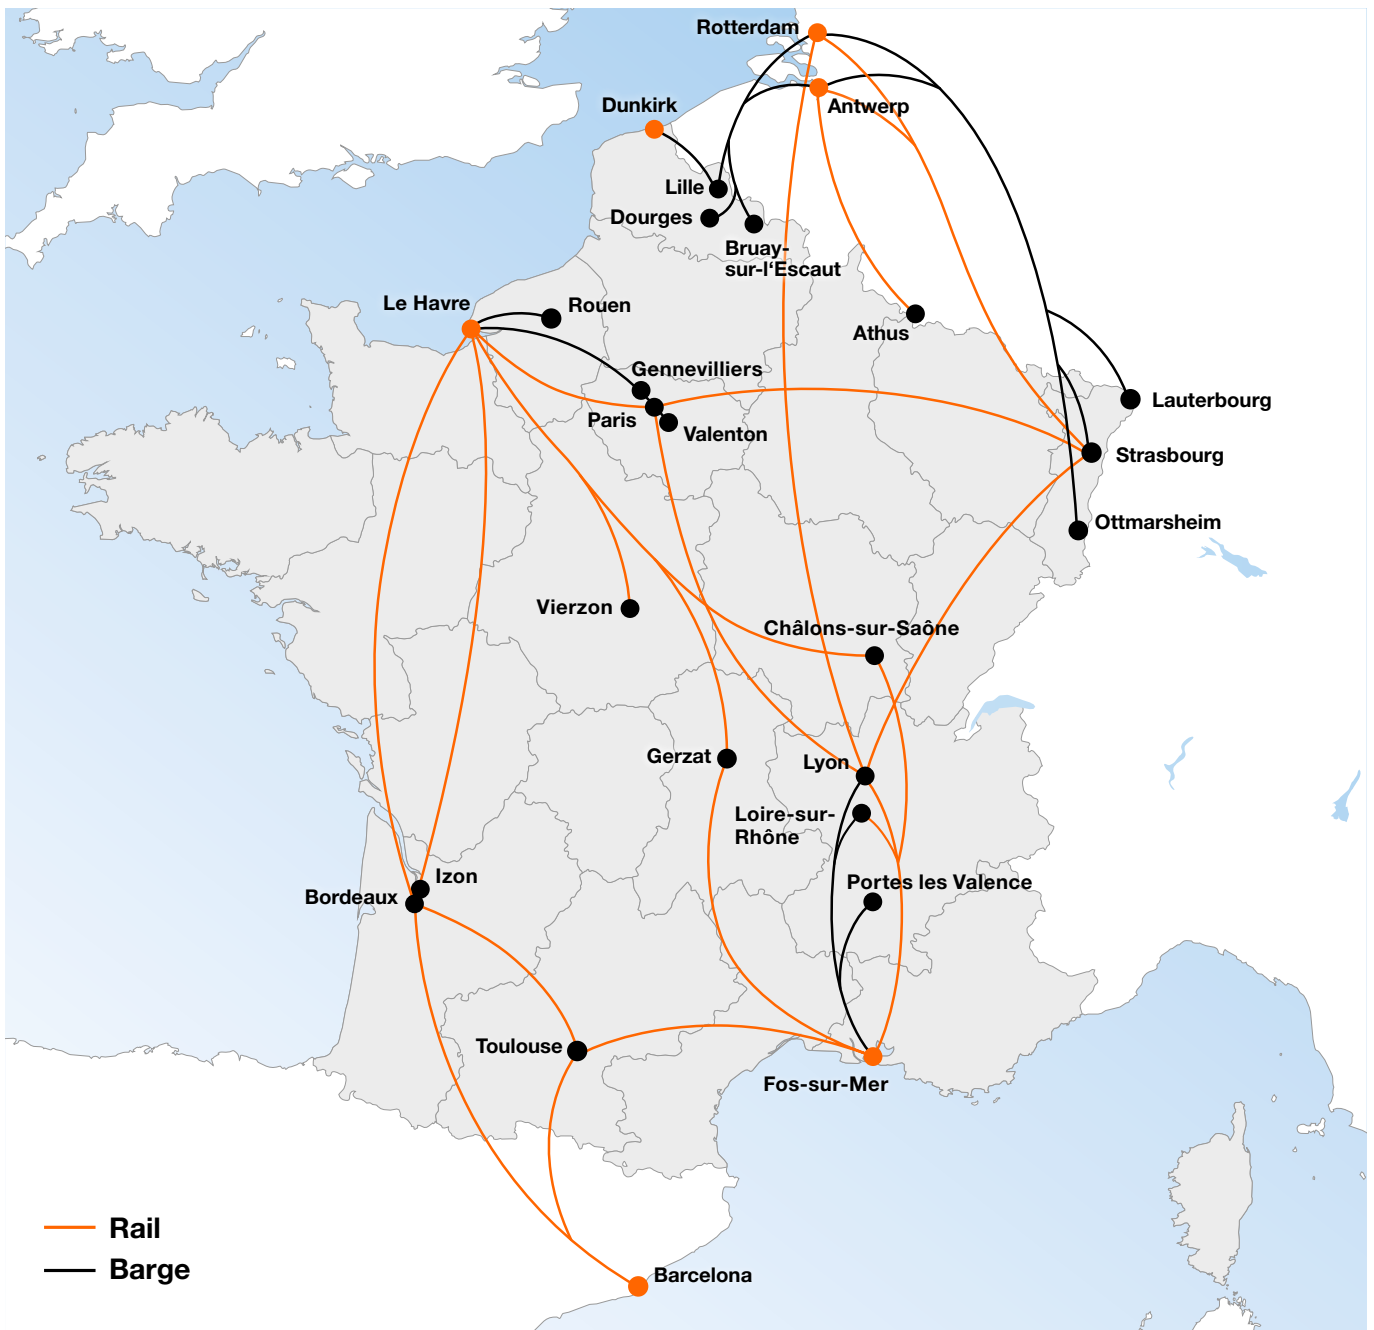 Rotterdam
Dunkirk
Antwerp
Lille
Dourges
Bruay-
sur-l‘Escaut
Le Havre
Rouen
Athus
Gennevilliers
Paris
Valenton
Lauterbourg
Strasbourg
Ottmarsheim
Vierzon
Châlons-sur-Saône
Gerzat
Lyon
Loire-sur-
Rhône
Izon
Bordeaux
Portes les Valence
Toulouse
Fos-sur-Mer
Rail
Barge
Barcelona